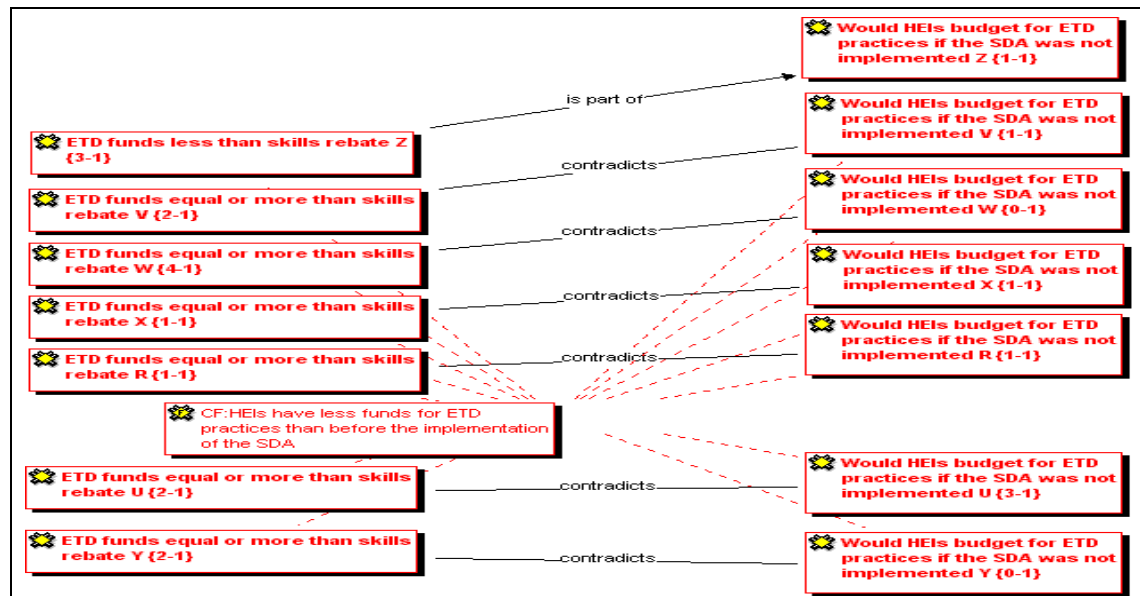 Would HEIs budget for ETD
practices if the SDA was not
implemented Z {1-1}
is part of
Would HEIs budget for ETD
practices if the SDA was not
implemented V {1-1}
ETD funds less than skills rebate Z
{3-1}
contradicts
Would HEIs budget for ETD
practices if the SDA was not
implemented W {0-1}
ETD funds equal or more than skills
rebate V {2-1}
contradicts
ETD funds equal or more than skills
rebate W {4-1}
Would HEIs budget for ETD
practices if the SDA was not
implemented X {1-1}
contradicts
ETD funds equal or more than skills
rebate X {1-1}
Would HEIs budget for ETD
practices if the SDA was not
implemented R {1-1}
contradicts
ETD funds equal or more than skills
rebate R {1-1}
CF:HEIs have less funds for ETD
practices than before the implementation
of the SDA
ETD funds equal or more than skills
rebate U {2-1}
contradicts
Would HEIs budget for ETD
practices if the SDA was not
implemented U {3-1}
ETD funds equal or more than skills
rebate Y {2-1}
contradicts
Would HEIs budget for ETD
practices if the SDA was not
implemented Y {0-1}